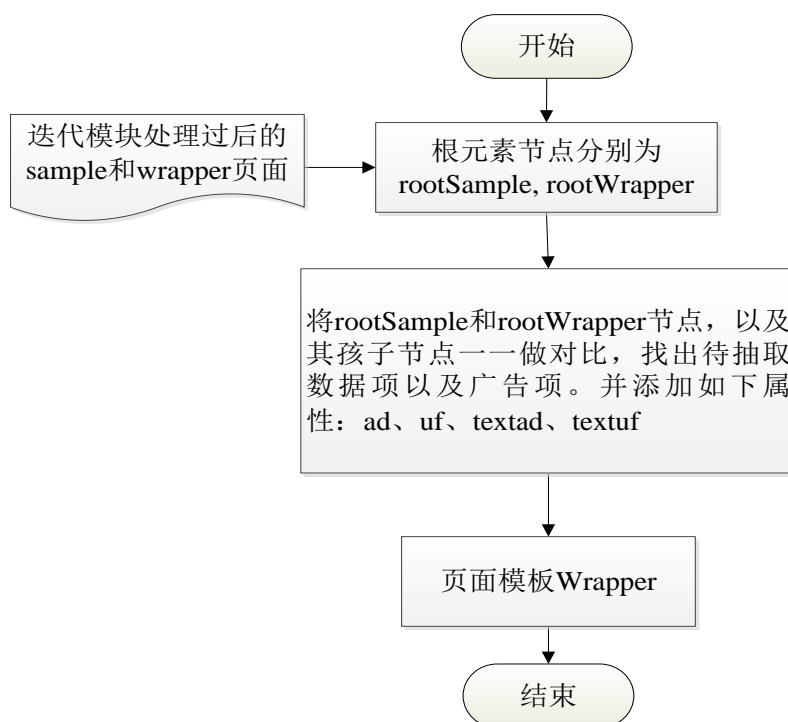 开始
迭代模块处理过后的
sample和wrapper页面
根元素节点分别为
rootSample, rootWrapper
将rootSample和rootWrapper节点，以及
其孩子节点一一做对比，找出待抽取
数据项以及广告项。并添加如下属
性：ad、uf、textad、textuf
页面模板Wrapper
结束